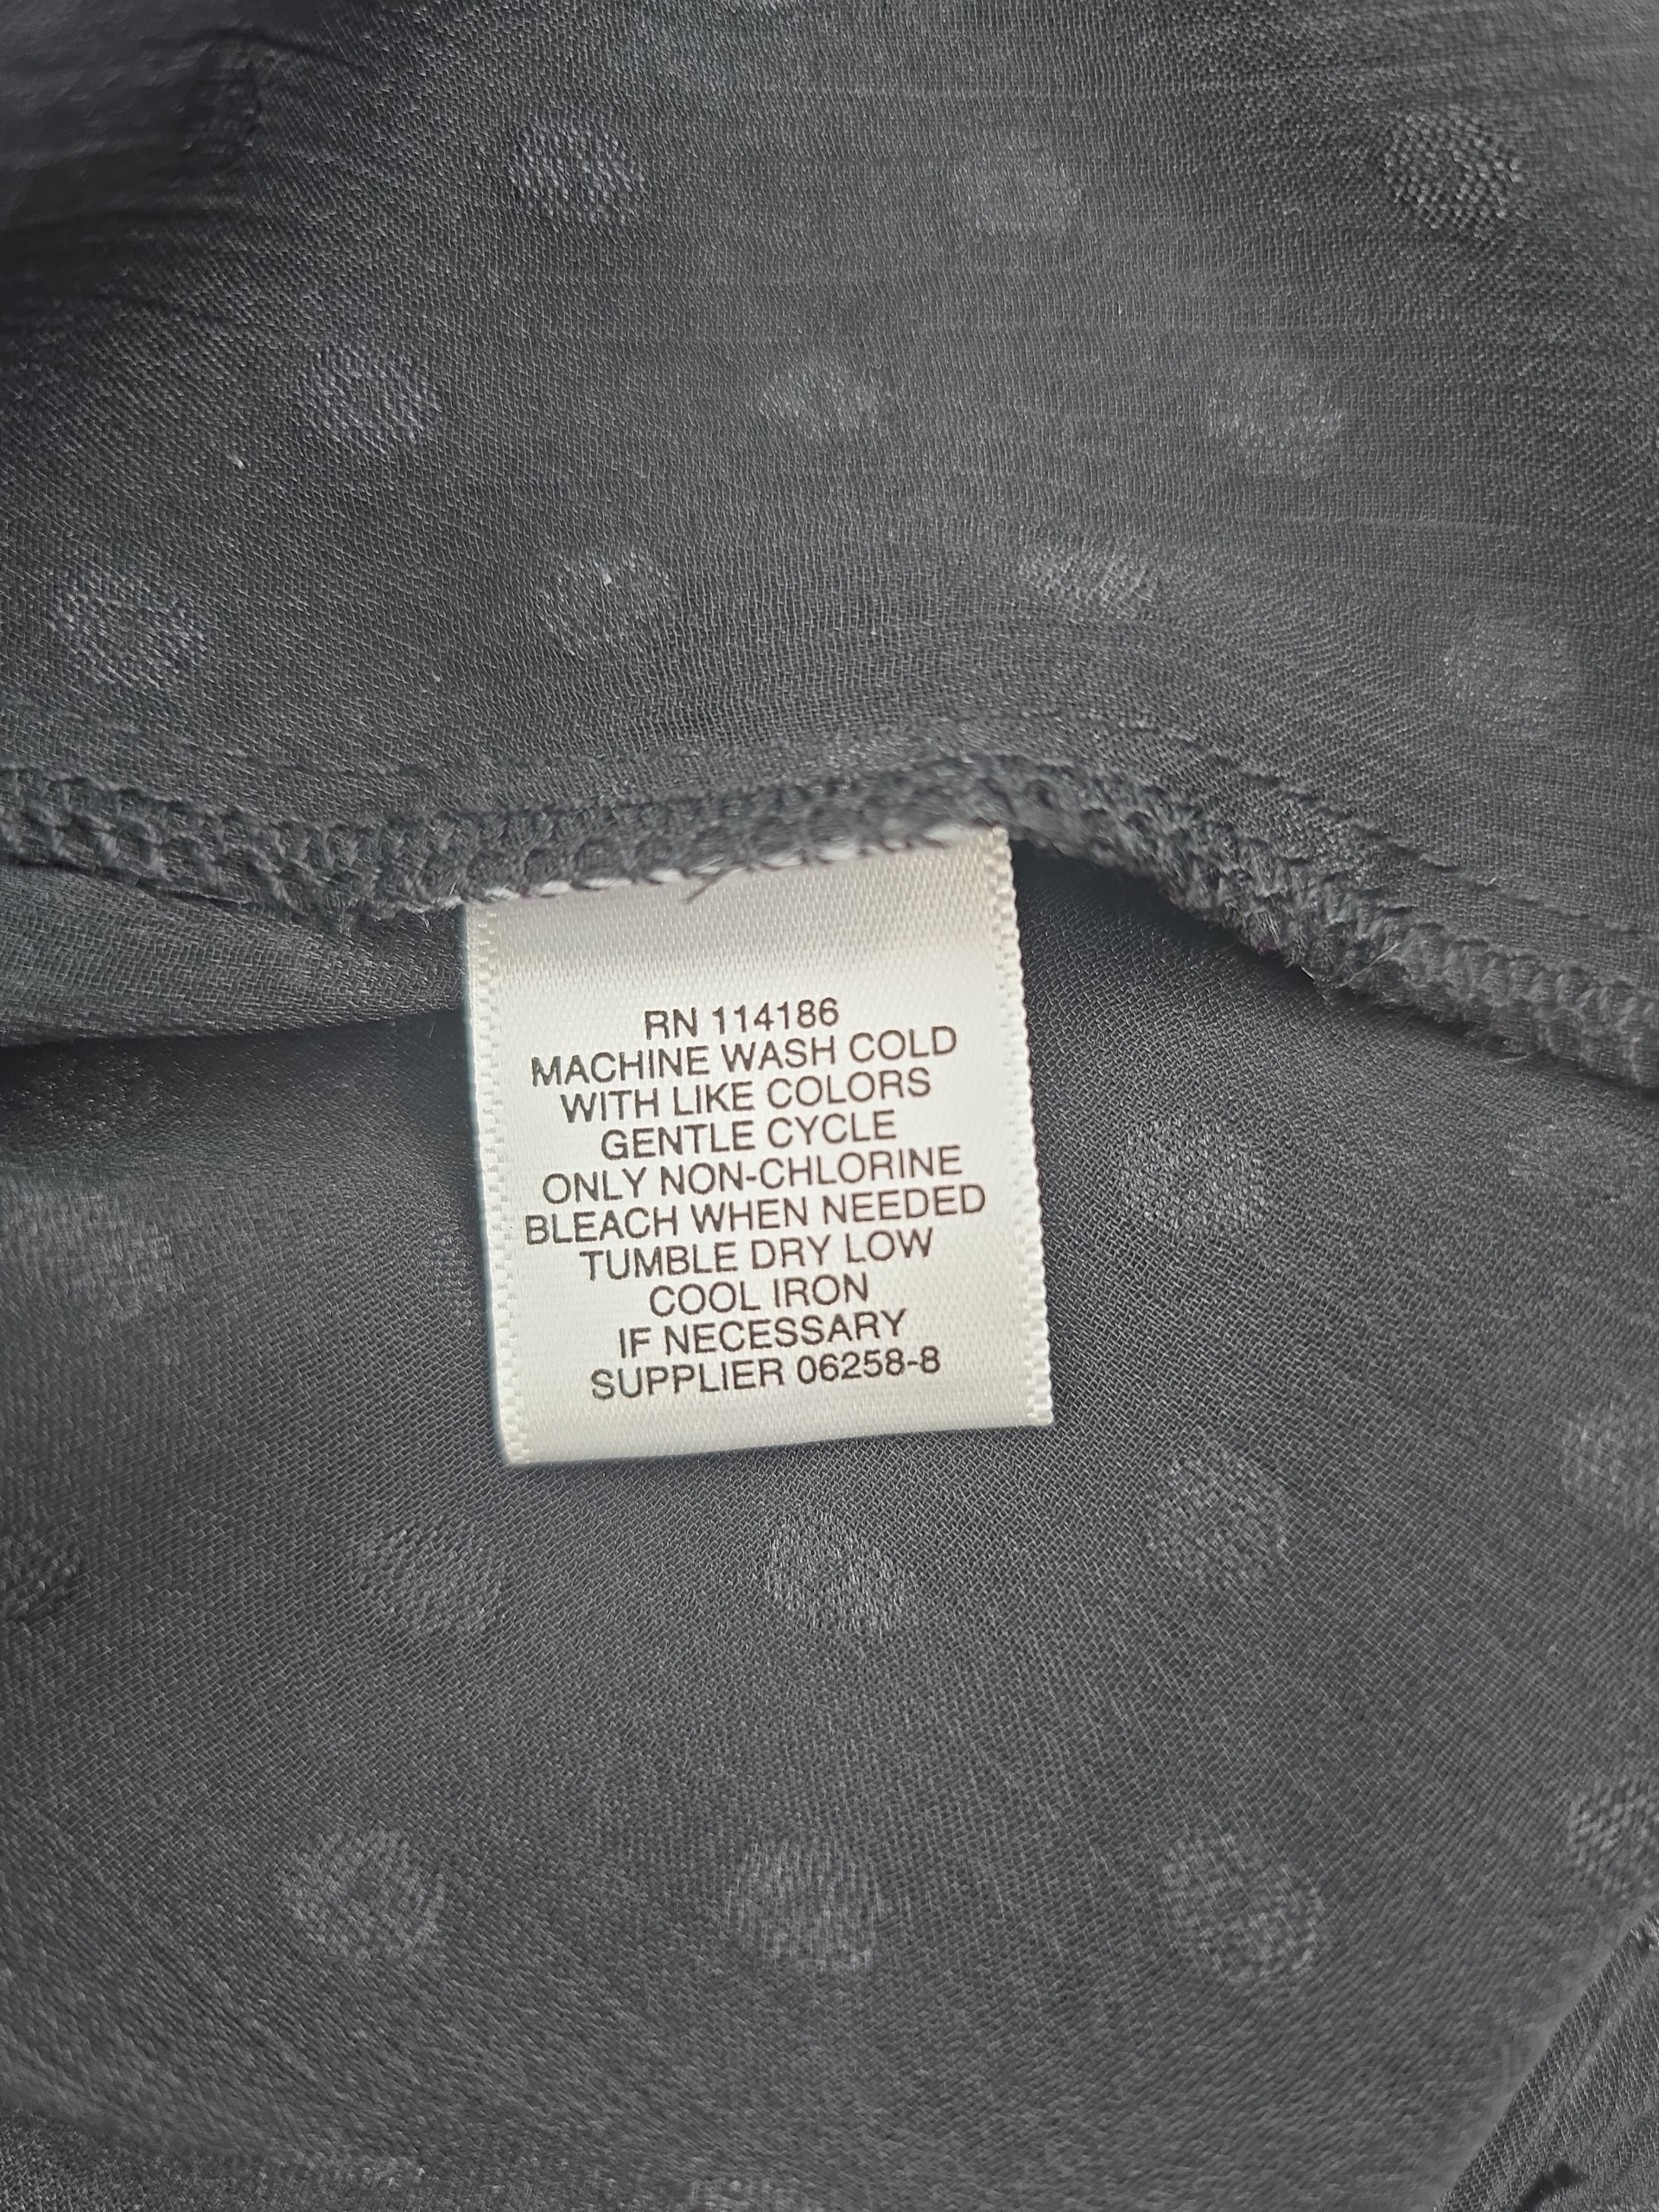 RN 114186
MACHINE WASH COLD
WITH LIKE COLORS
GENTLE CYCLE
ONLY NON-CHLORINE
BLEACH WHEN NEEDED
TUMBLE DRY LOW
COOL IRON
IF NECESSARY
SUPPLIER 06258-8